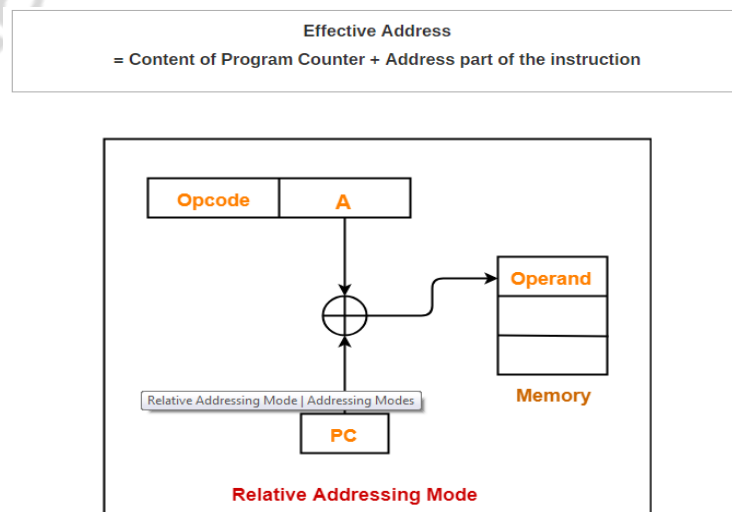 Effective Address
= Content of Program Counter + Address part of the instruction
Opcode
A
Operand
Relative Addressing Mode | Addressing Modes
Memory
PC
Relative Addressing Mode